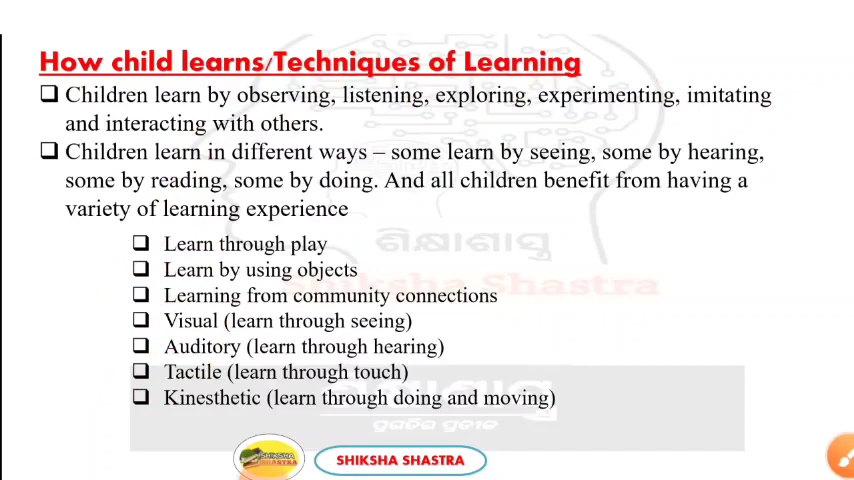 How child learns/Techniques of Learning
❑ Children learn by observing, listening, exploring, experimenting, imitating
and interacting with others.
❑ Children learn in different ways – some learn by seeing, some by hearing,
some by reading, some by doing. And all children benefit from having a
variety of learning experience
❑ Learn through play
ଶିକ୍ଷାଶାସ୍ତ୍ର
❑ Learn by using objects
Shiksha Shastra
❑ Learning from community connections
❑ Visual (learn through seeing)
❑ Auditory (learn through hearing)
❑ Tactile (learn through touch)
ଶିକ୍ଷାଶାସ୍ତ୍ର
❑ Kinesthetic (learn through doing and moving)
SHIKSHA
SHASTRA
SHIKSHA SHASTRA